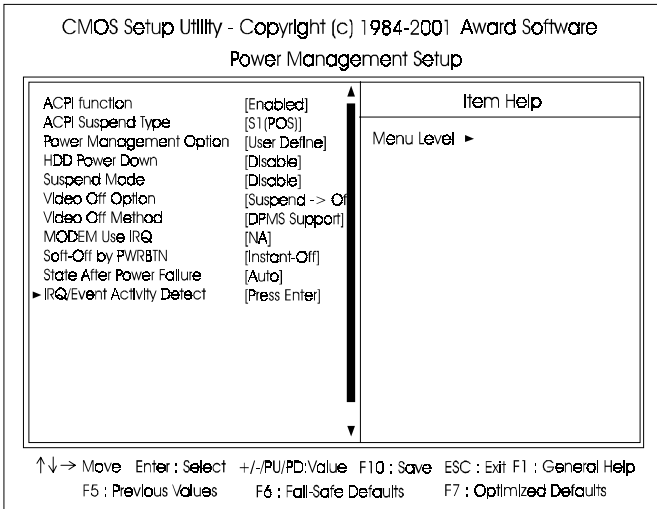 CMOS Setup Utility - Copyright (c) 1984-2001 Award Software
Power Management Setup
ACPI function [Enabled]
ACPI Suspend Type [S1(POS)]
Power Management Option [User Define]
HDD Power Down [Disable]
Suspend Mode [Disable]
Video Off Option [Suspend -> Of
Video Off Method [DPMS Support]
MODEM Use IRQ [NA]
Soft-Off by PWRBTN [Instant-Off]
State After Power Failure [Auto]
►IRQ/Event Activity Detect [Press Enter]
Item Help
Menu Level ►
↑↓→ Move Enter : Select +/-/PU/PD:Value F10 : Save ESC : Exit F1 : General Help
F5 : Previous Values F6 : Fail-Safe Defaults F7 : Optimized Defaults